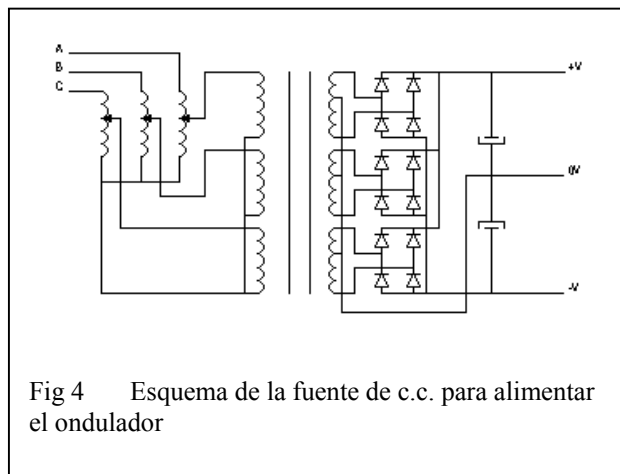 A
B
C
+V
0V
-V
Fig 4 Esquema de la fuente de c.c. para alimentar
el ondulador